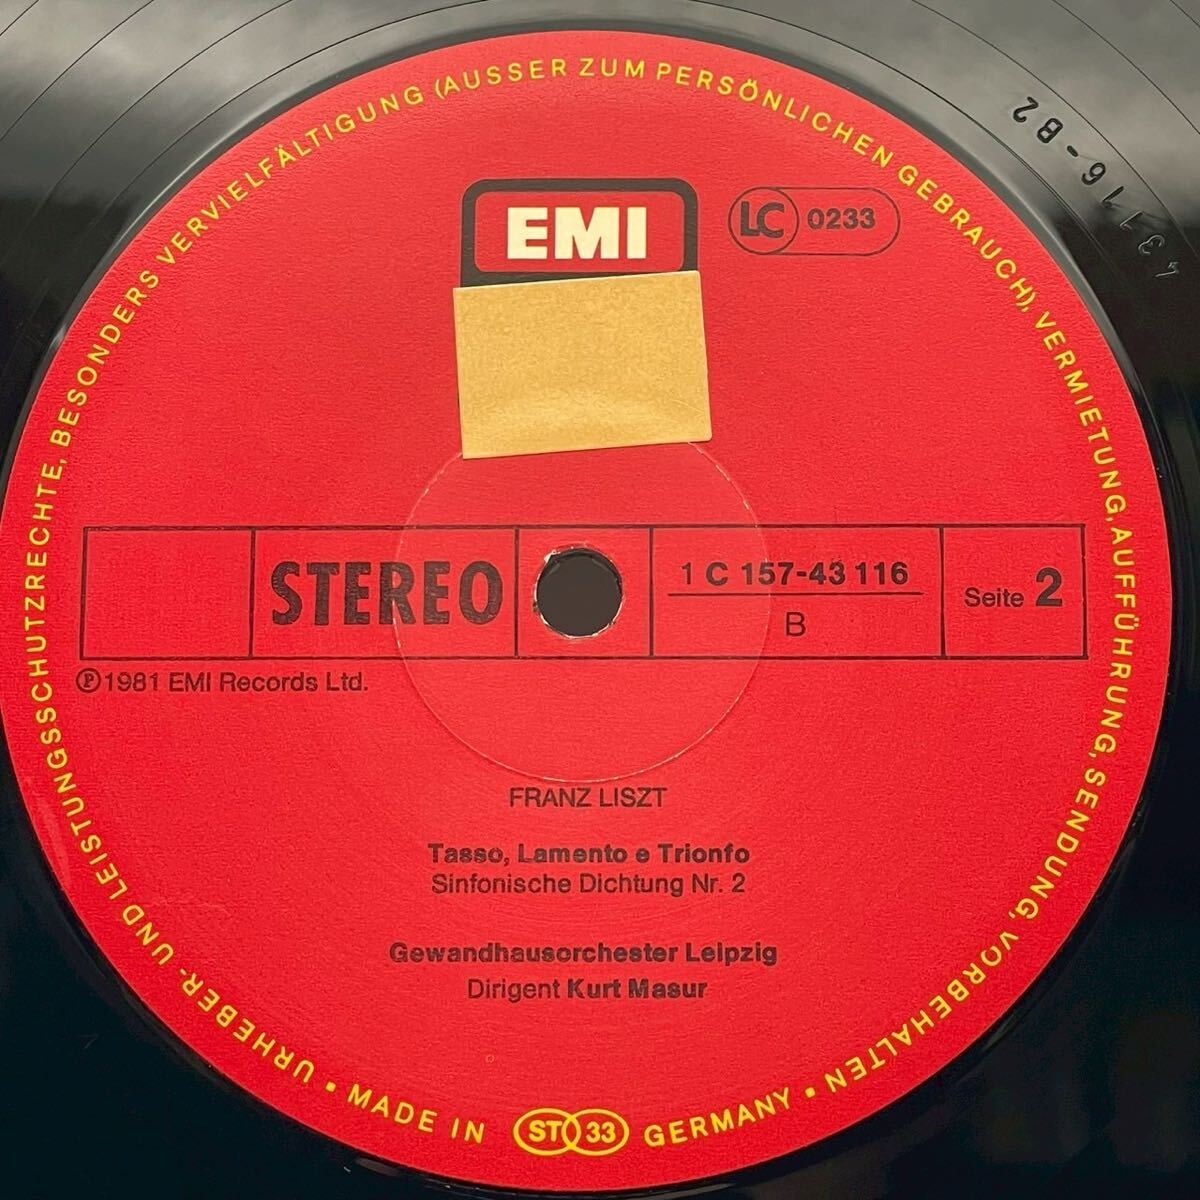 EMI
LC 0233
STEREO
1 C 157-43 116
B
Seite 2
Ⓟ1981 EMI Records Ltd.
FRANZ LISZT
Tasso, Lamento e Trionfo
Sinfonische Dichtung Nr. 2
Gewandhausorchester Leipzig
Dirigent Kurt Masur
URHEBER- UND LEISTUNGSSCHUTZRECHTE, BESONDERS VERVIELFÄLTIGUNG (AUSSER ZUM PERSÖNLICHEN GEBRAUCH), VERMIETUNG, AUFFÜHRUNG, SENDUNG, VORBEHALTEN ▪
▪ MADE IN ST 33 GERMANY
43116-B2